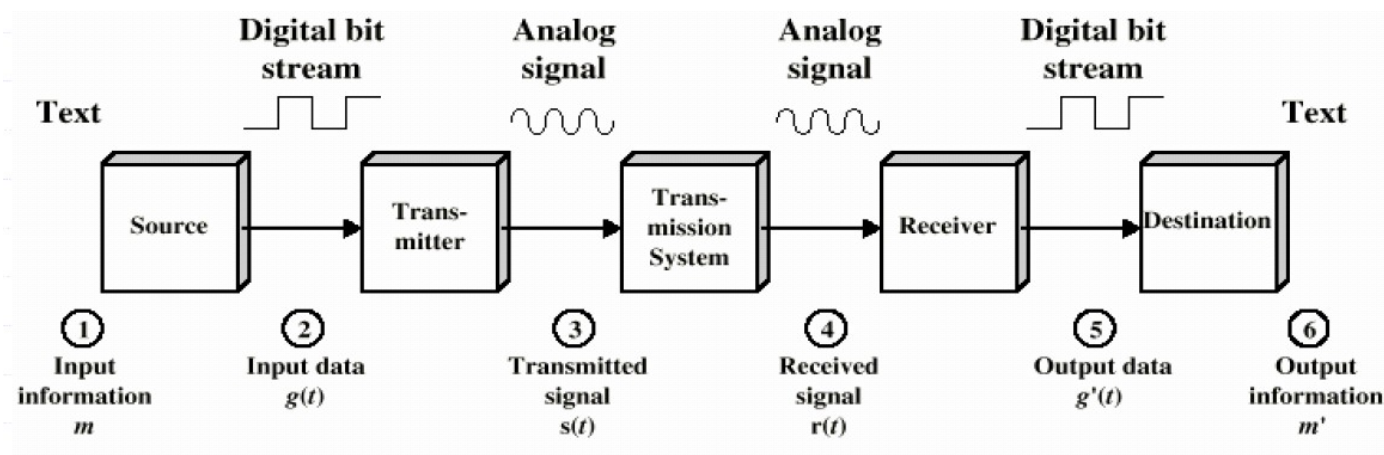 Digital bit
stream
Analog
signal
Analog
signal
Digital bit
stream
Text
Text
Source
Trans-
mitter
Trans-
mission
System
Receiver
Destination
1
Input
information
m
2
Input data
g(t)
3
Transmitted
signal
s(t)
4
Received
signal
r(t)
5
Output data
g'(t)
6
Output
information
m'